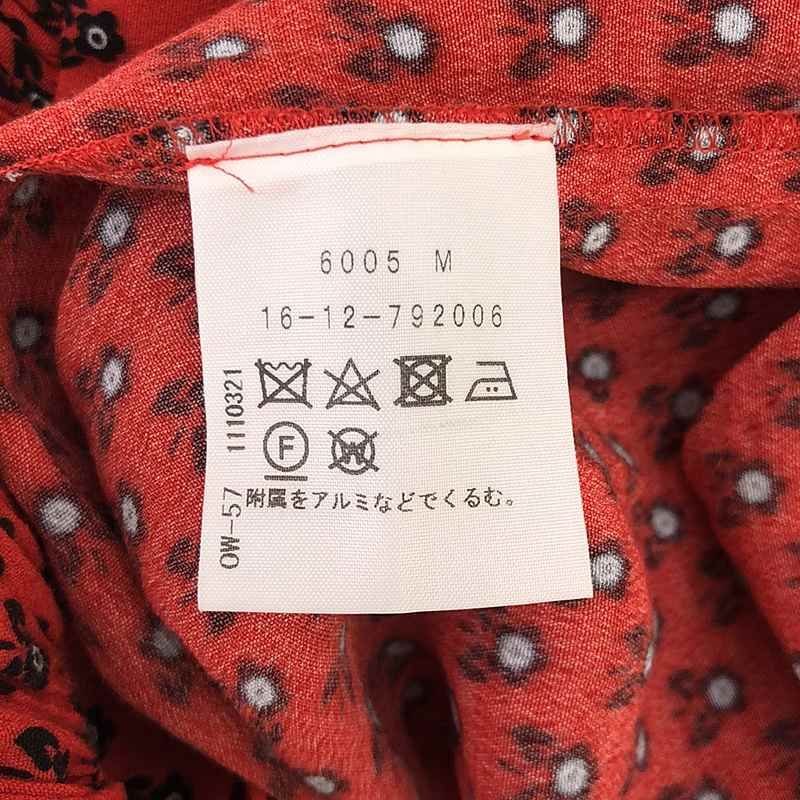 6005 M
16-12-792006
F
W
附属をアルミなどでくるむ。
OW-57 1110321